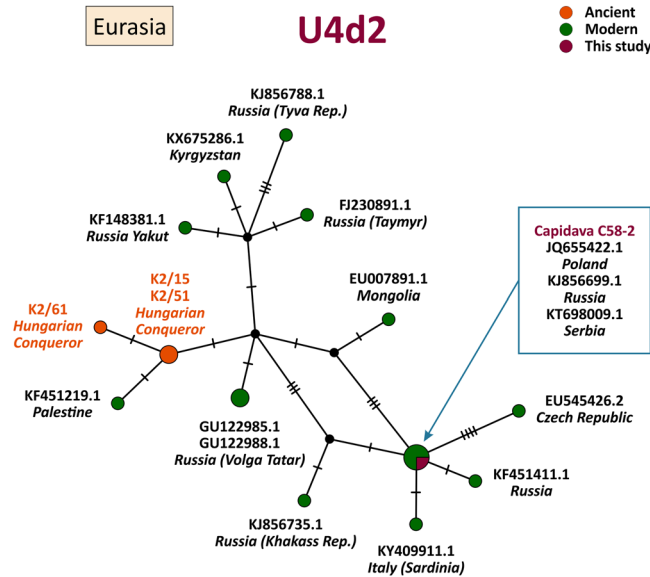 Eurasia
U4d2
Ancient
Modern
This study
KJ856788.1
Russia (Tyva Rep.)
KX675286.1
Kyrgyzstan
KF148381.1
Russia Yakut
FJ230891.1
Russia (Taymyr)
Capidava C58-2
JQ655422.1
Poland
KJ856699.1
Russia
KT698009.1
Serbia
K2/15
K2/51
Hungarian
Conqueror
K2/61
Hungarian
Conqueror
EU007891.1
Mongolia
KF451219.1
Palestine
GU122985.1
GU122988.1
Russia (Volga Tatar)
EU545426.2
Czech Republic
KF451411.1
Russia
KJ856735.1
Russia (Khakass Rep.)
KY409911.1
Italy (Sardinia)